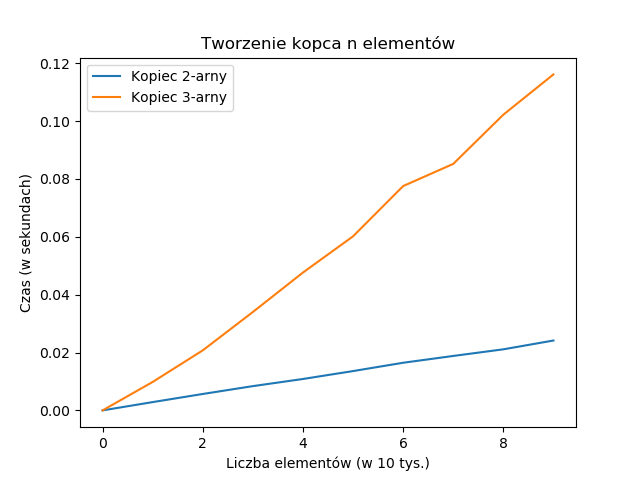 Tworzenie kopca n elementów
Kopiec 2-arny
Kopiec 3-arny
0.12
0.10
0.08
0.06
0.04
0.02
0.00
Czas (w sekundach)
0 2 4 6 8
Liczba elementów (w 10 tys.)